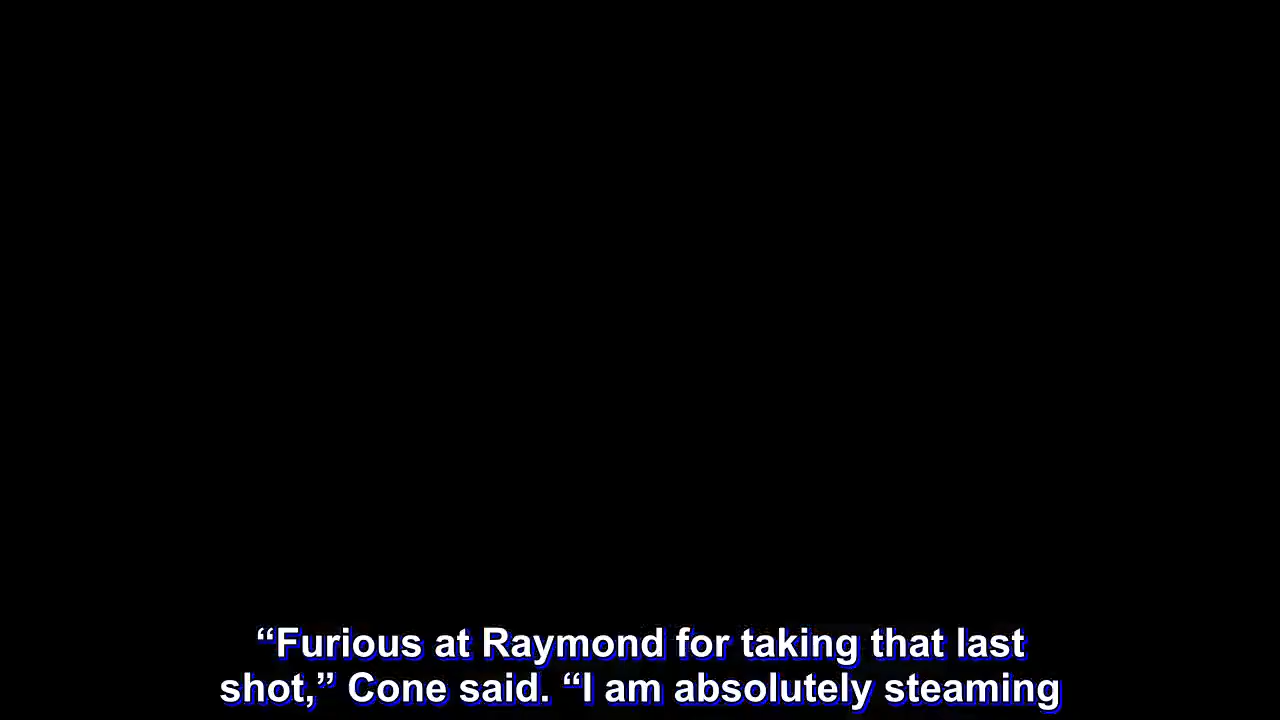 “Furious at Raymond for taking that last
shot,” Cone said. “I am absolutely steaming